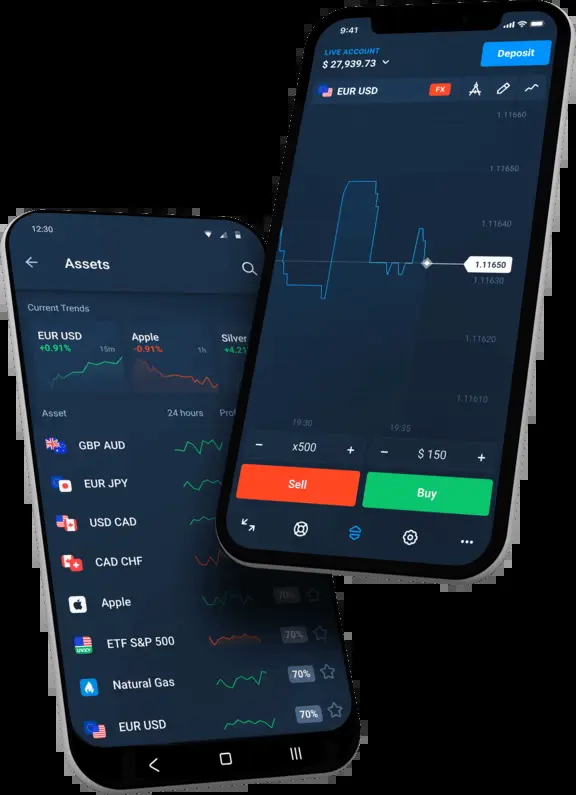 9:41
LIVE ACCOUNT
$ 27,939.73
Deposit
EUR USD
FX
1.11660
1.11650
1.11640
1.11650
1.11630
1.11620
1.11610
19:30
19:35
− x500 +
− $ 150 +
Sell
Buy
12:30
Assets
Current Trends
EUR USD
+0.91%
15m
Apple
-0.91%
1h
Silver
Asset
24 hours
GBP AUD
EUR JPY
USD CAD
CAD CHF
Apple
70%
ETF S&P 500
70%
UVXY
Natural Gas
70%
EUR USD
70%